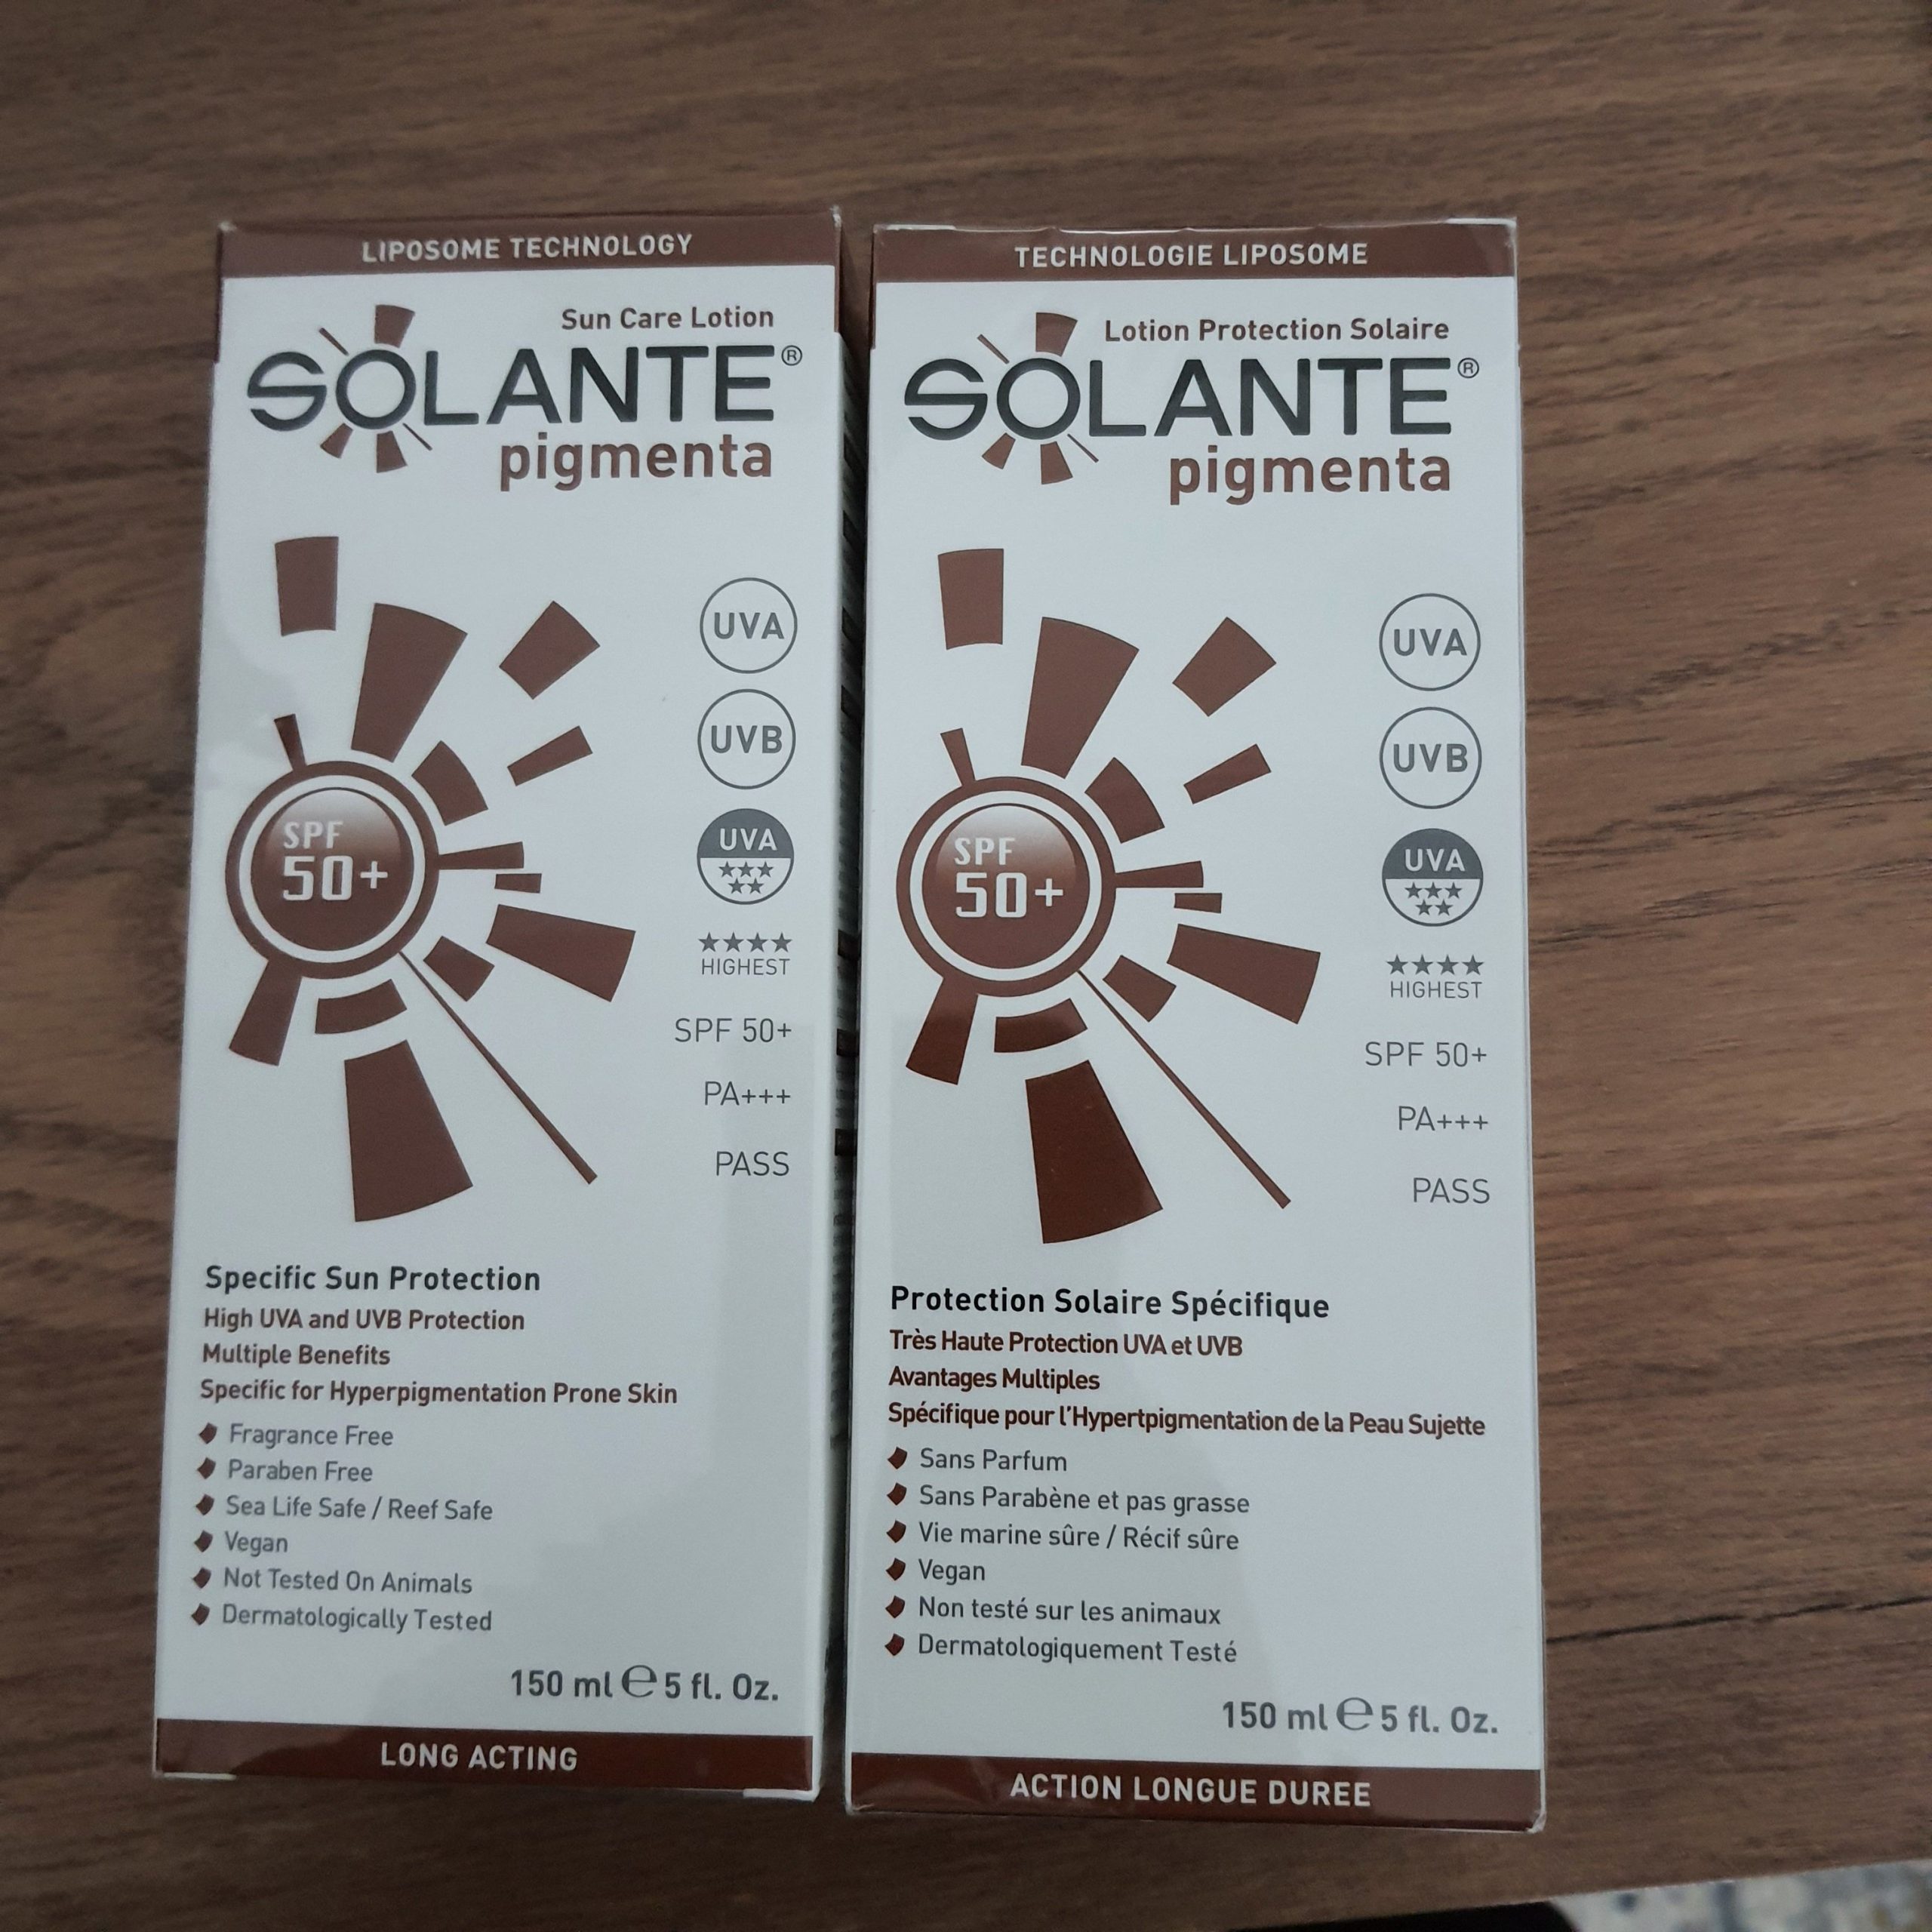 LIPOSOME TECHNOLOGY
Sun Care Lotion
SOLANTE®
pigmenta
UVA
UVB
SPF
50+
UVA
★★★
★★
★★★★
HIGHEST
SPF 50+
PA+++
PASS
Specific Sun Protection
High UVA and UVB Protection
Multiple Benefits
Specific for Hyperpigmentation Prone Skin
Fragrance Free
Paraben Free
Sea Life Safe / Reef Safe
Vegan
Not Tested On Animals
Dermatologically Tested
150 ml ℮ 5 fl. Oz.
LONG ACTING
TECHNOLOGIE LIPOSOME
Lotion Protection Solaire
SOLANTE®
pigmenta
UVA
UVB
SPF
50+
UVA
★★★
★★
★★★★
HIGHEST
SPF 50+
PA+++
PASS
Protection Solaire Spécifique
Très Haute Protection UVA et UVB
Avantages Multiples
Spécifique pour l'Hypertpigmentation de la Peau Sujette
Sans Parfum
Sans Parabène et pas grasse
Vie marine sûre / Récif sûre
Vegan
Non testé sur les animaux
Dermatologiquement Testé
150 ml ℮ 5 fl. Oz.
ACTION LONGUE DUREE